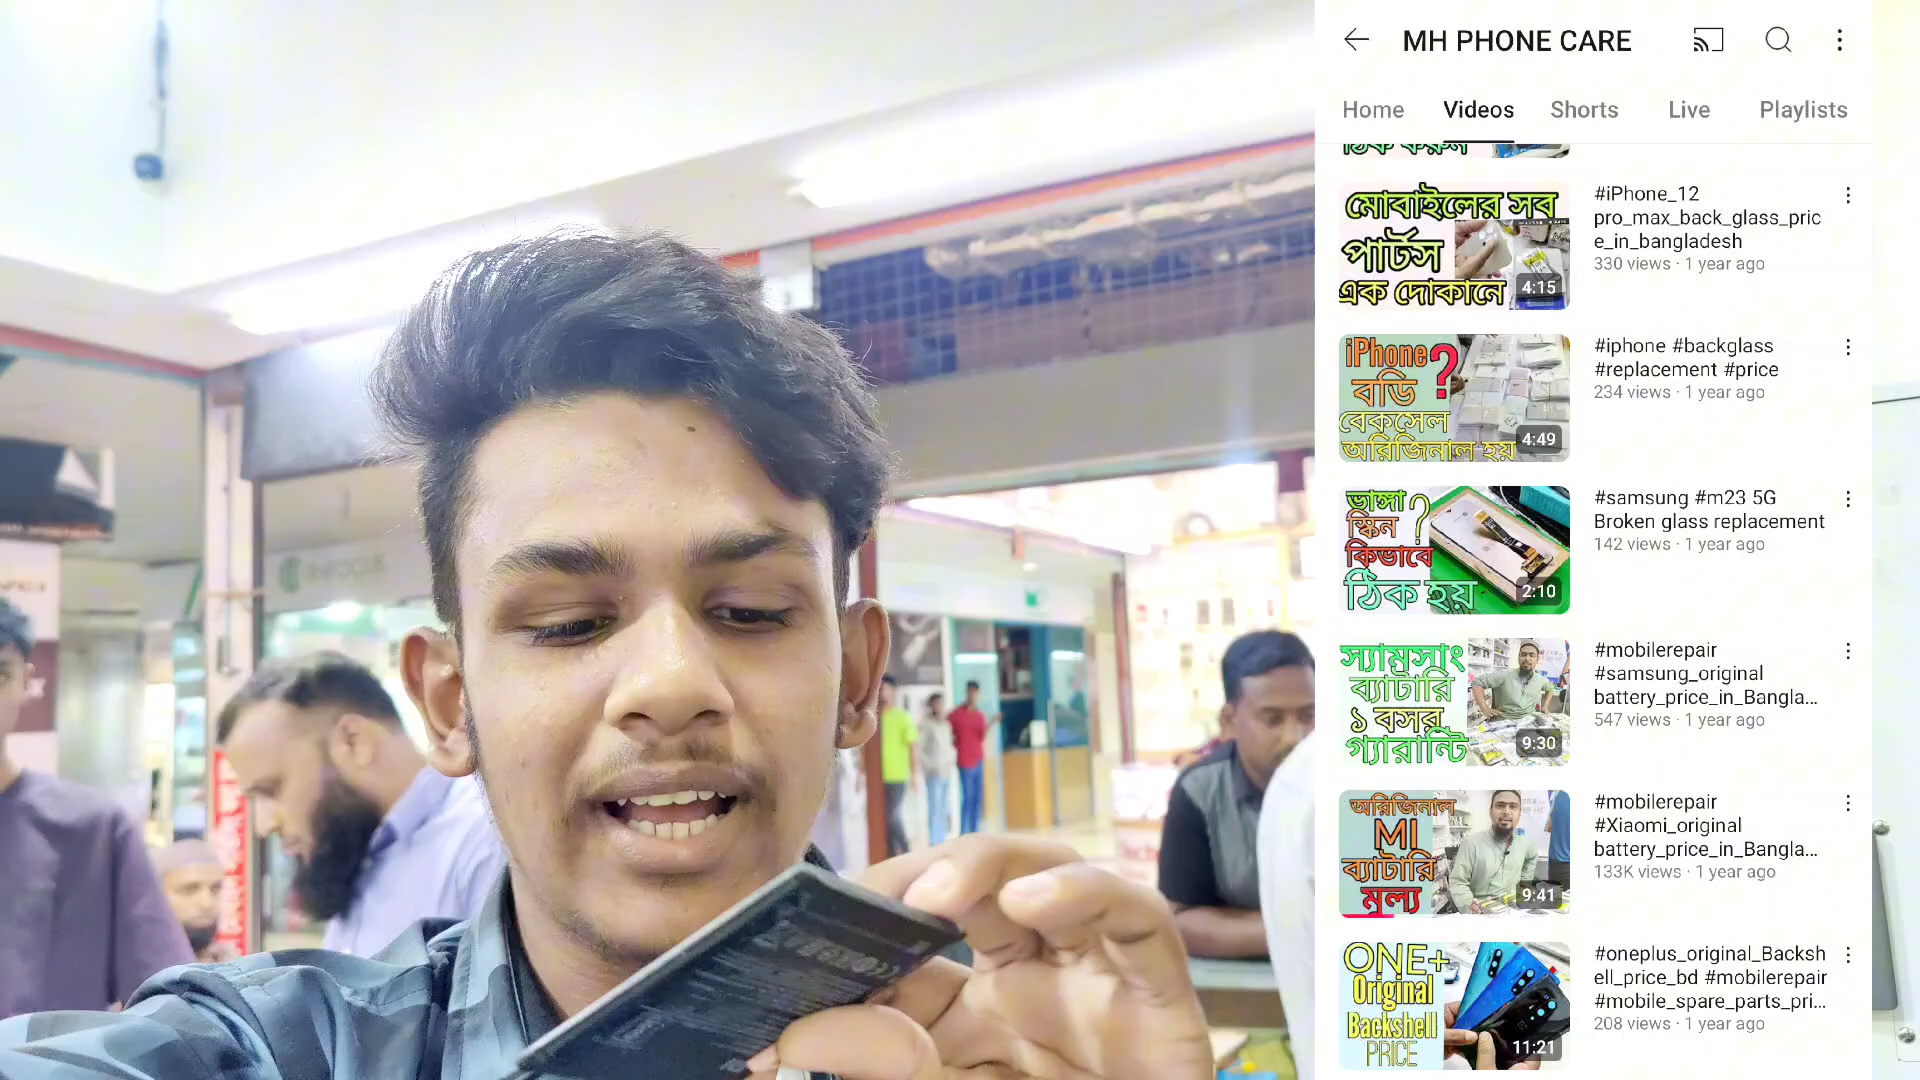 MH PHONE CARE
Home Videos Shorts Live Playlists
ঠিক করুন
মোবাইলের সব
পার্টস
এক দোকানে
4:15
#iPhone_12
pro_max_back_glass_pric
e_in_bangladesh
330 views · 1 year ago
iPhone ?
বডি
বেকসেল
অরিজিনাল হয়
4:49
#iphone #backglass
#replacement #price
234 views · 1 year ago
ভাঙ্গা ?
স্কিন
কিভাবে
ঠিক হয়
2:10
#samsung #m23 5G
Broken glass replacement
142 views · 1 year ago
স্যামসাং
ব্যাটারি
১ বসর
গ্যারান্টি
9:30
#mobilerepair
#samsung_original
battery_price_in_Bangla...
547 views · 1 year ago
অরিজিনাল
MI
ব্যাটারি
মুল্য
9:41
#mobilerepair
#Xiaomi_original
battery_price_in_Bangla...
133K views · 1 year ago
ONE+
Original
Backshell
PRICE
11:21
#oneplus_original_Backsh
ell_price_bd #mobilerepair
#mobile_spare_parts_pri...
208 views · 1 year ago